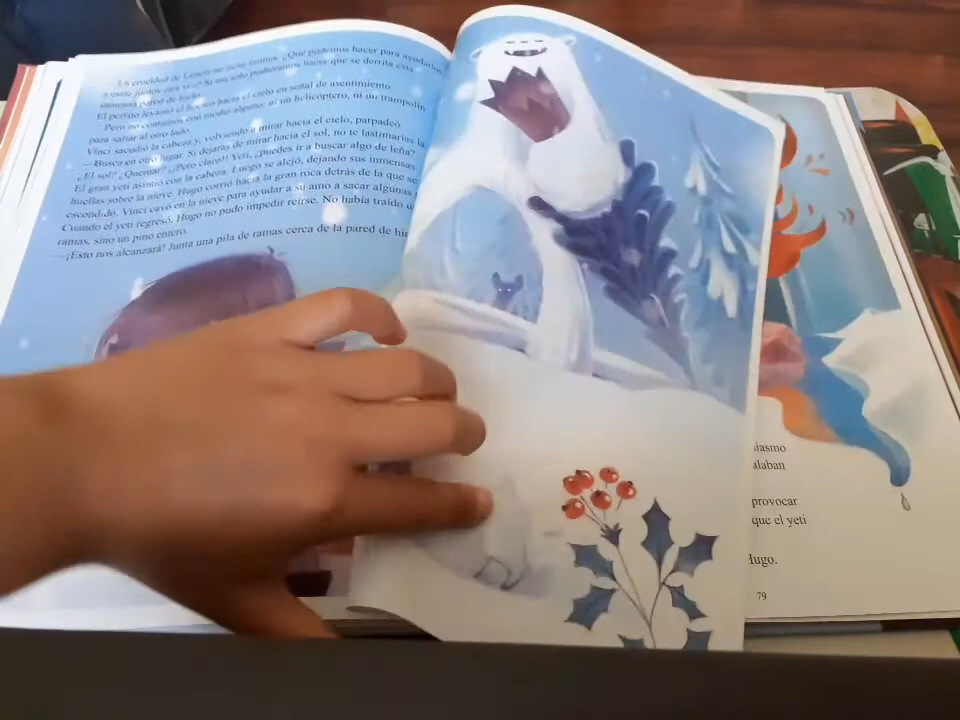 —La crueldad de Leucis no tiene límites. ¿Qué podemos hacer para ayudarlos
a estar juntos otra vez? Si tan solo pudiéramos hacer que se derrita esta
inmensa pared de hielo.
El perrito levantó el hocico hacia el cielo en señal de asentimiento.
Pero no contamos con medio alguno: ni un helicóptero, ni un trampolín
para saltar al otro lado.
Vinci sacudió la cabeza y, volviendo a mirar hacia el cielo, parpadeó
—Busca en otro lugar. Si dejaras de mirar hacia el sol, no te lastimarías la
¿El sol? ¿Quemar? ¡Pero claro!! Yeti, ¿puedes ir a buscar algo de leña?
El gran yeti asintió con la cabeza. Luego se alejó, dejando sus inmensas
huellas sobre la nieve. Hugo corrió hacia la gran roca detrás de la que se
escondido. Vinci cavó en la nieve para ayudar a su amo a sacar algunas
Cuando el yeti regresó, Hugo no pudo impedir reírse. No había traído
ramas, sino un pino entero.
—¡Esto nos alcanzará! Junta una pila de ramas cerca de la pared de
iasmo
alaban
provocar
que el yeti
Hugo.
79